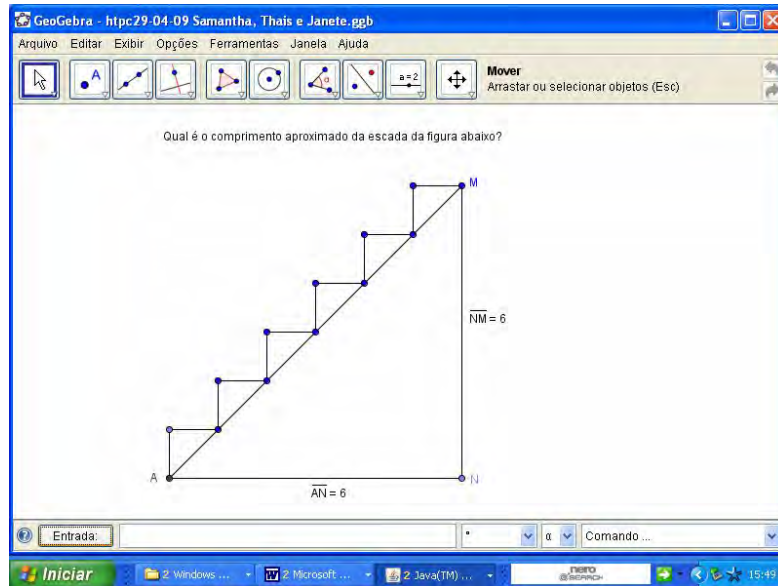 GeoGebra - htpc29-04-09 Samantha, Thais e Janete.ggb
Arquivo Editar Exibir Opções Ferramentas Janela Ajuda
A
α
a=2
Mover
Arrastar ou selecionar objetos (Esc)
Qual é o comprimento aproximado da escada da figura abaixo?
M
NM = 6
A
N
AN = 6
Entrada:
° α Comando ...
Iniciar 2 Windows ... 2 Microsoft ... 2 Java(TM) ... nero SEARCH 15:49